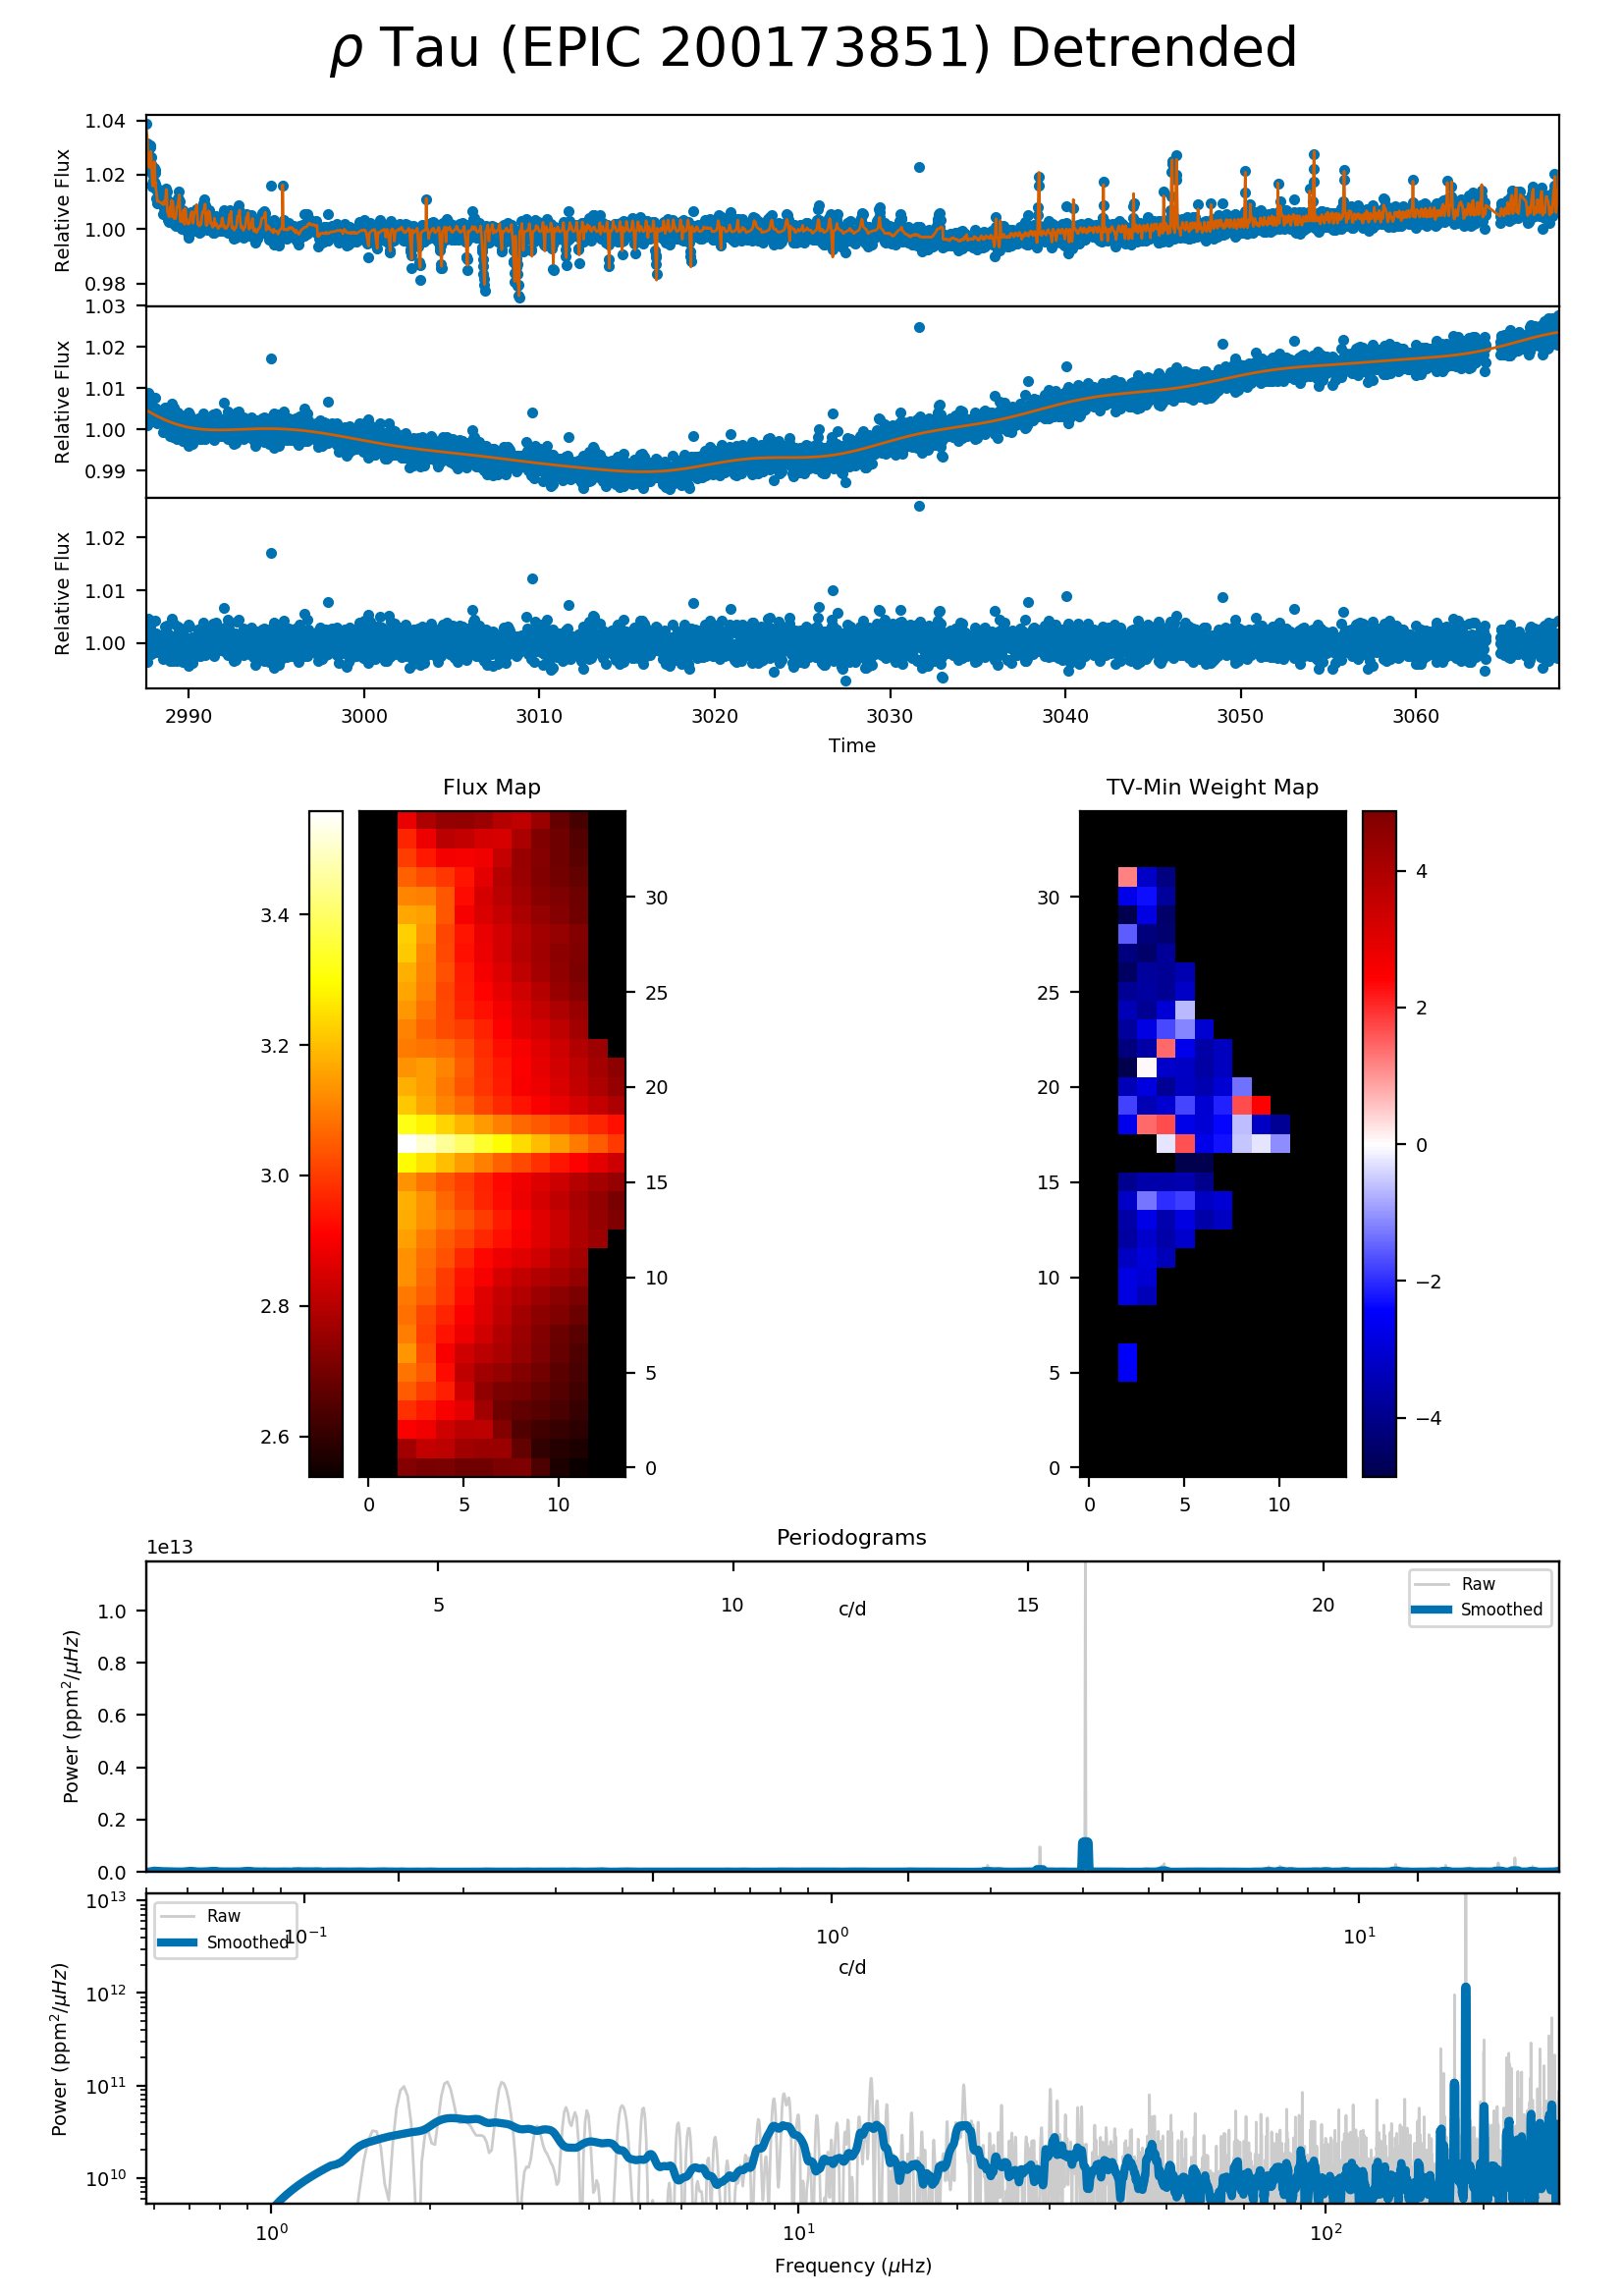 ρ Tau (EPIC 200173851) Detrended
1.04
1.02
1.00
0.98
Relative Flux
1.03
1.02
1.01
1.00
0.99
Relative Flux
1.02
1.01
1.00
Relative Flux
2990 3000 3010 3020 3030 3040 3050 3060
Time
Flux Map
3.4
3.2
3.0
2.8
2.6
30
25
20
15
10
5
0
0 5 10
TV-Min Weight Map
30
25
20
15
10
5
0
0 5 10
4
2
0
−2
−4
Periodograms
1e13
5 10 15 20
c/d
Raw
Smoothed
1.0
0.8
0.6
0.4
0.2
0.0
Power (ppm²/μHz)
Raw
Smoothed
10⁻¹ 10⁰ 10¹
c/d
10¹³
10¹²
10¹¹
10¹⁰
Power (ppm²/μHz)
10⁰ 10¹ 10²
Frequency (μHz)